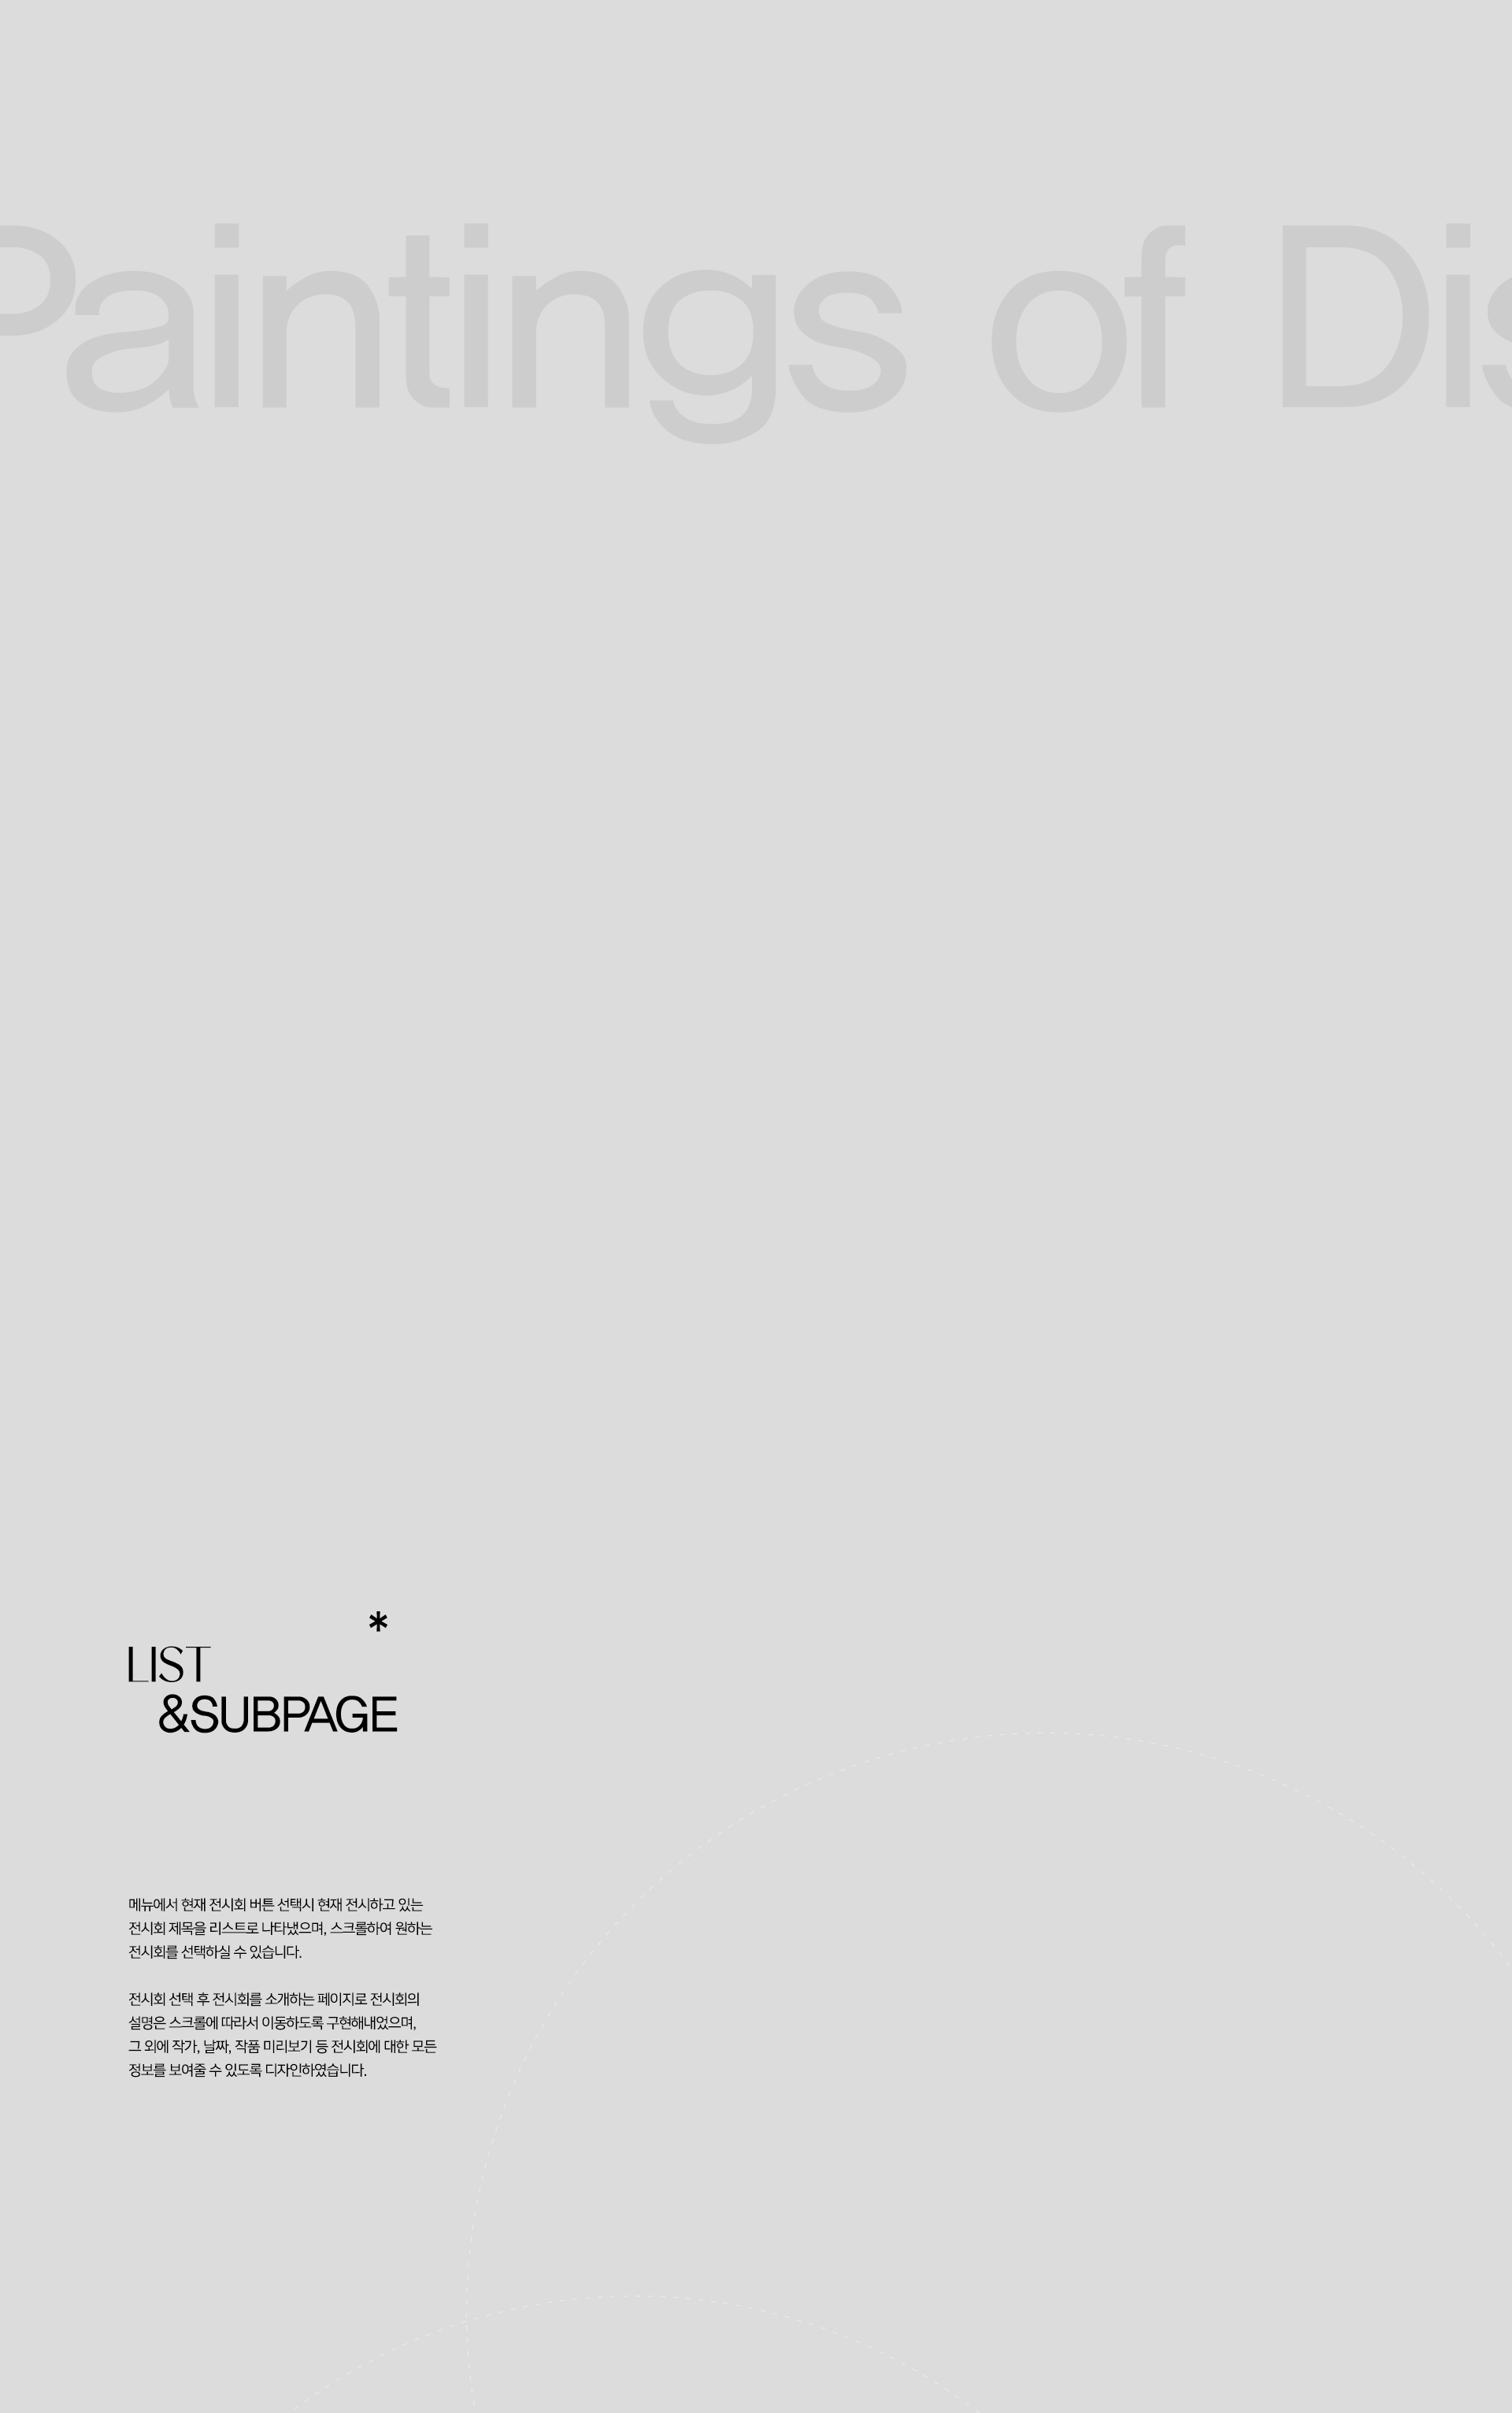 Paintings of Dis
*
LIST
&SUBPAGE
메뉴에서 현재 전시회 버튼 선택시 현재 전시하고 있는
전시회 제목을 리스트로 나타냈으며, 스크롤하여 원하는
전시회를 선택하실 수 있습니다.
전시회 선택 후 전시회를 소개하는 페이지로 전시회의
설명은 스크롤에 따라서 이동하도록 구현해내었으며,
그 외에 작가, 날짜, 작품 미리보기 등 전시회에 대한 모든
정보를 보여줄 수 있도록 디자인하였습니다.